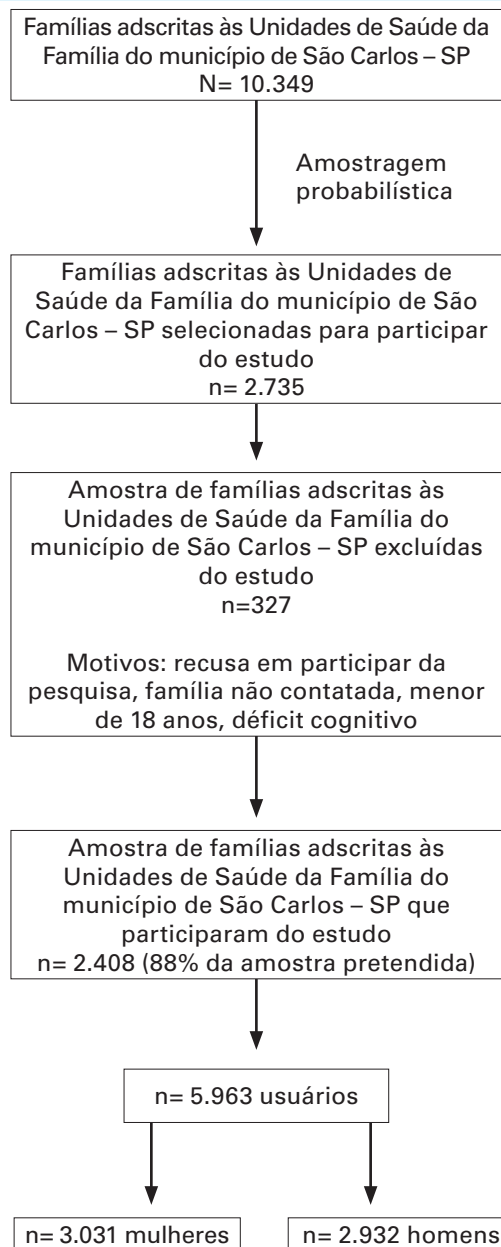 Famílias adscritas às Unidades de Saúde da
Família do município de São Carlos – SP
N= 10.349
Amostragem
probabilística
Famílias adscritas às Unidades de
Saúde da Família do município de São
Carlos – SP selecionadas para participar
do estudo
n= 2.735
Amostra de famílias adscritas às
Unidades de Saúde da Família do
município de São Carlos – SP excluídas
do estudo
n=327
Motivos: recusa em participar da
pesquisa, família não contatada, menor
de 18 anos, déficit cognitivo
Amostra de famílias adscritas às
Unidades de Saúde da Família do
município de São Carlos – SP que
participaram do estudo
n= 2.408 (88% da amostra pretendida)
n= 5.963 usuários
n= 3.031 mulheres
n= 2.932 homens